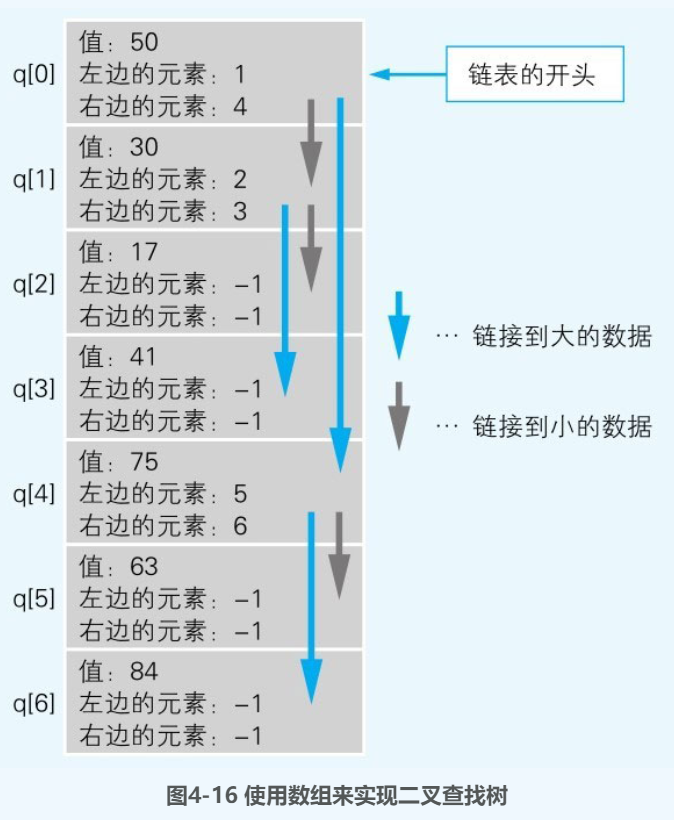 值：50
q[0] 左边的元素：1
右边的元素：4
链表的开头
值：30
q[1] 左边的元素：2
右边的元素：3
值：17
q[2] 左边的元素：-1
右边的元素：-1
值：41
q[3] 左边的元素：-1
右边的元素：-1
… 链接到大的数据
… 链接到小的数据
值：75
q[4] 左边的元素：5
右边的元素：6
值：63
q[5] 左边的元素：-1
右边的元素：-1
值：84
q[6] 左边的元素：-1
右边的元素：-1
图4-16 使用数组来实现二叉查找树